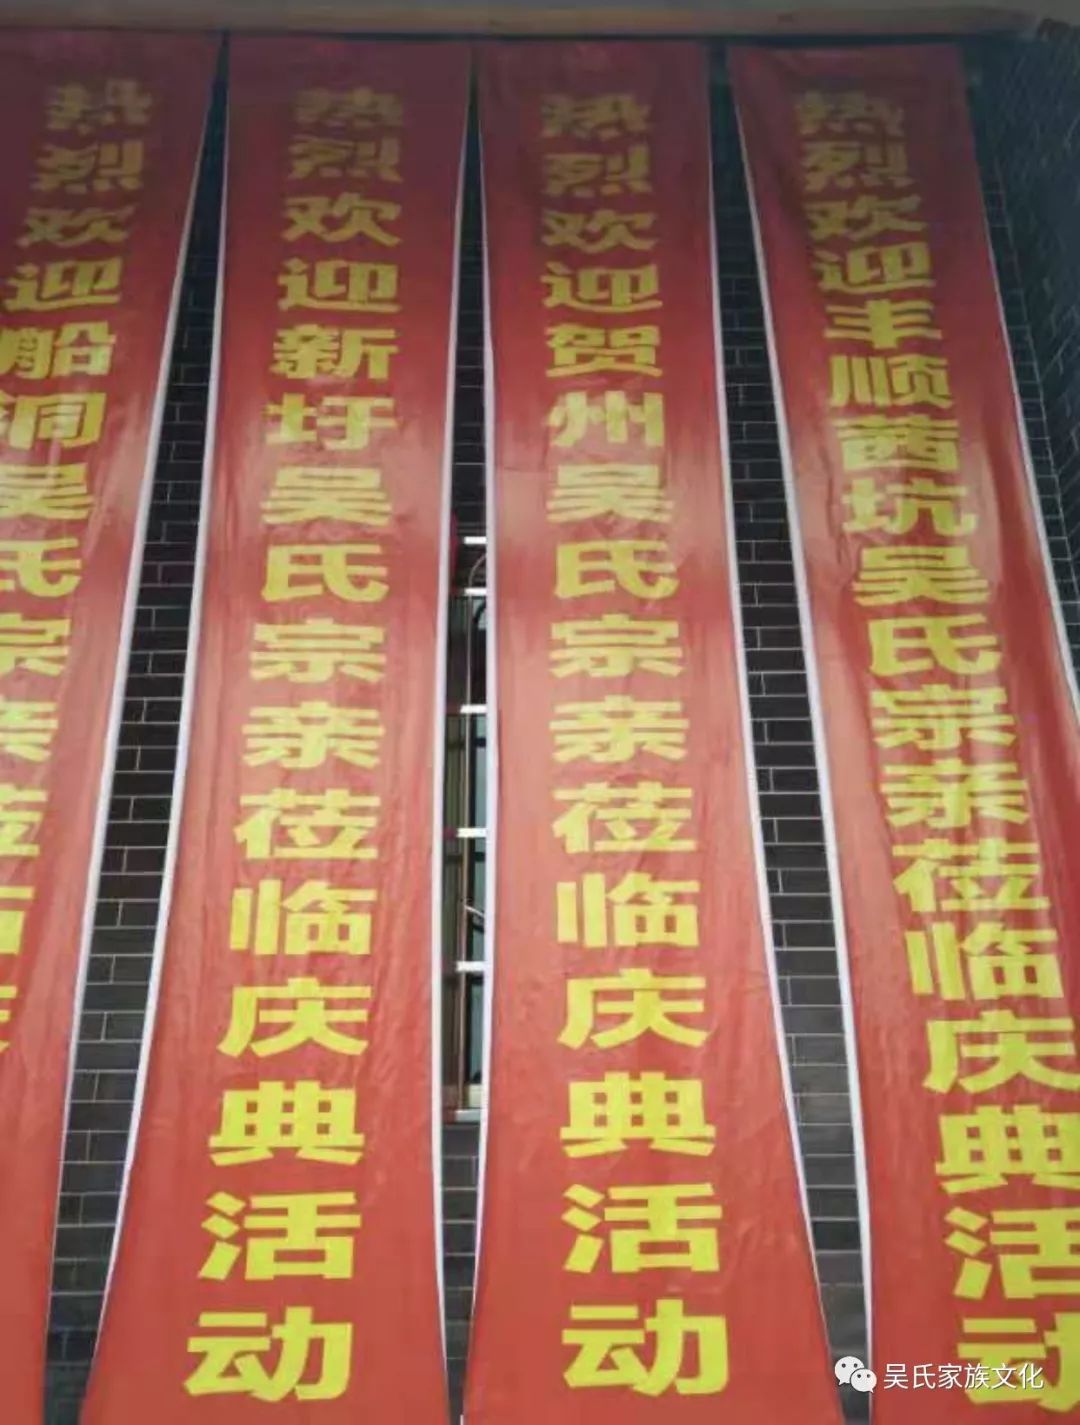 热烈欢迎船洞吴氏宗亲莅临庆
热烈欢迎新圩吴氏宗亲莅临庆典活动
热烈欢迎贺州吴氏宗亲莅临庆典活动
热烈欢迎丰顺茜坑吴氏宗亲莅临庆典活动
吴氏家族文化